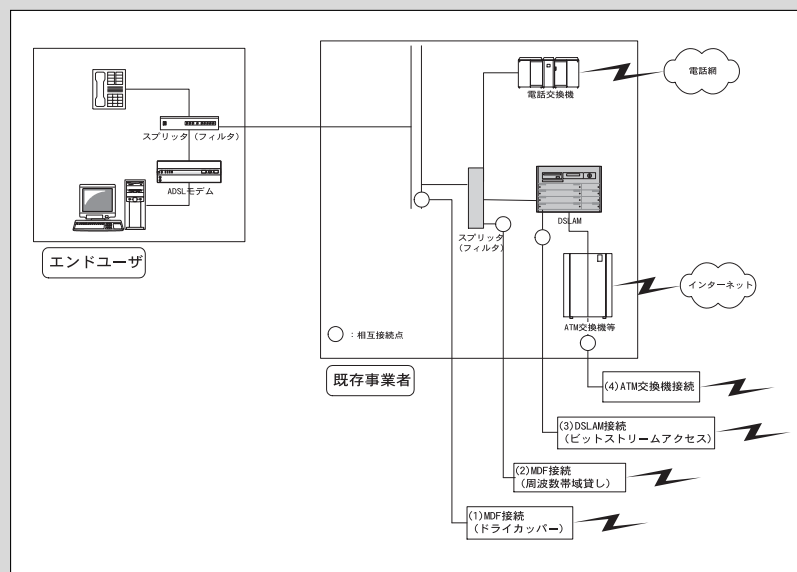 電話網
電話交換機
スプリッタ（フィルタ）
ADSLモデム
DSLAM
スプリッタ
（フィルタ）
エンドユーザ
インターネット
ATM交換機等
：相互接続点
既存事業者
(4)ATM交換機接続
(3)DSLAM接続
（ビットストリームアクセス）
(2)MDF接続
（周波数帯域貸し）
(1)MDF接続
（ドライカッパー）